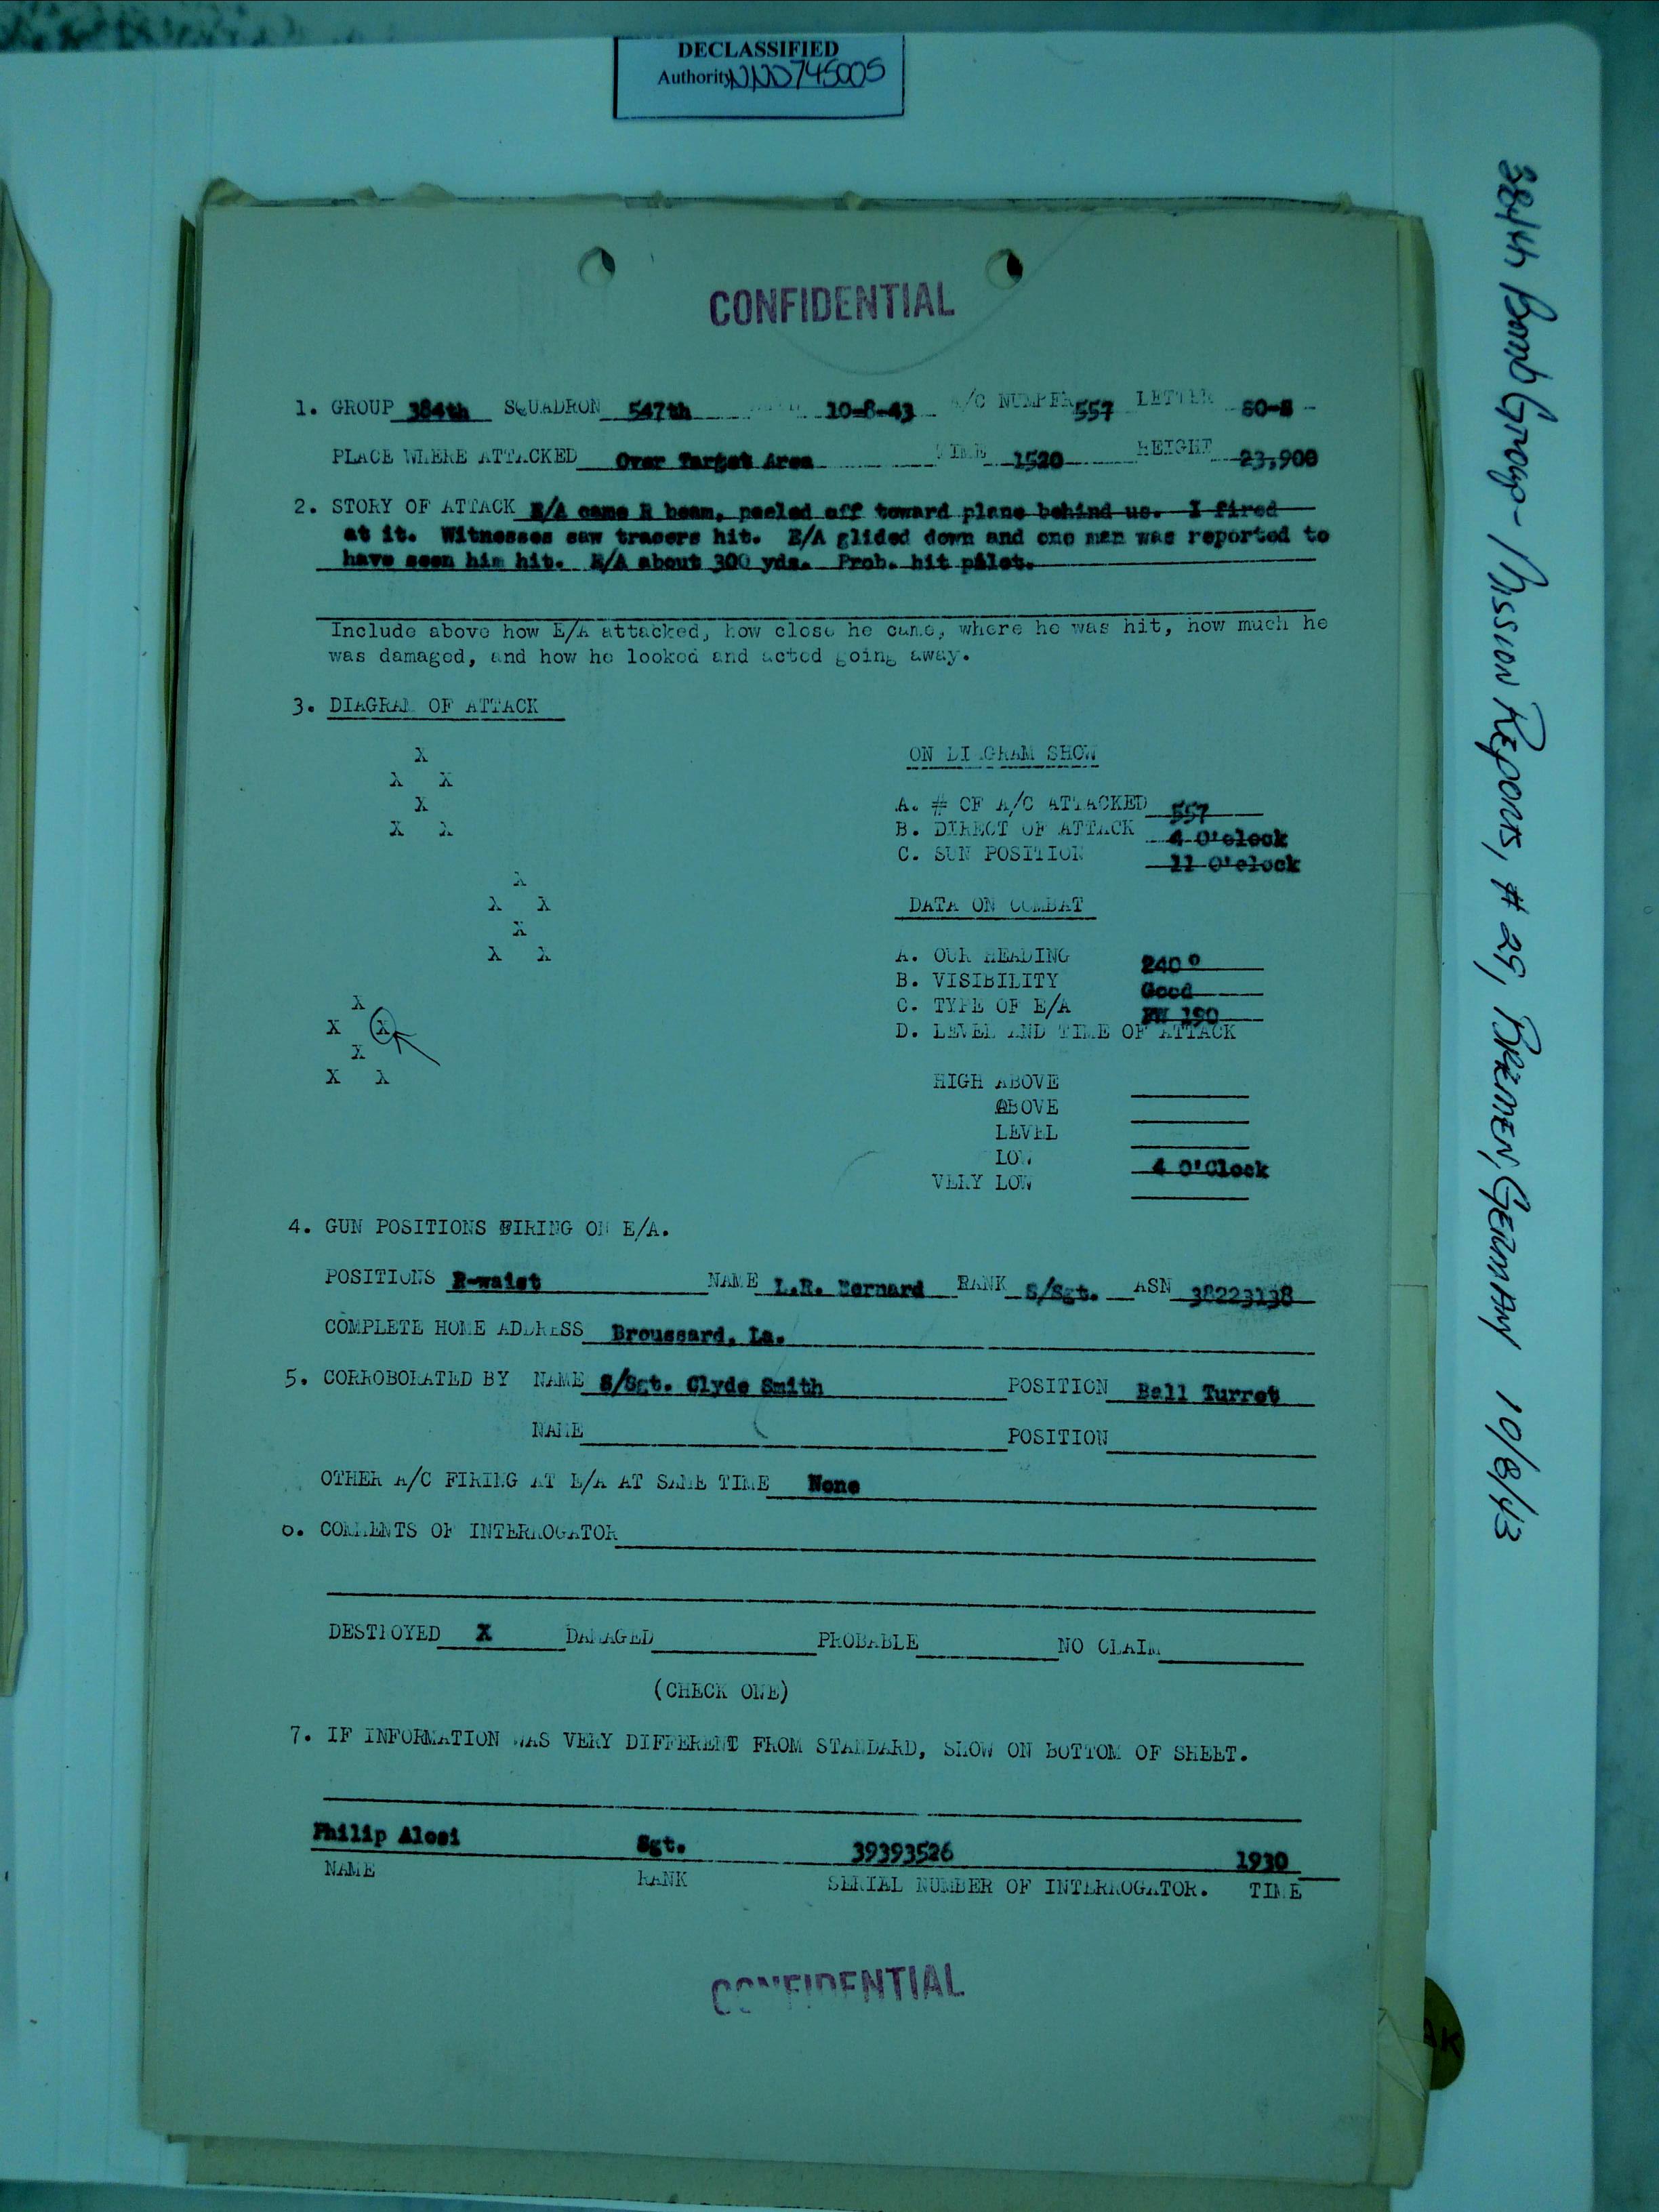 DECLASSIFIED
Authority NND745005
384th Bomb Group - Mission Reports, # 25, BREMEN, GERMANY 10/8/43
CONFIDENTIAL
1. GROUP 384th SQUADRON 547th 10-8-43 A/C NUMBER 557 LETTER SO-S
PLACE WHERE ATTACKED Over Target Area TIME 1520 HEIGHT 23,900
2. STORY OF ATTACK E/A came R beam, peeled off toward plane behind us. I fired
at it. Witnesses saw tracers hit. E/A glided down and one man was reported to
have seen him hit. E/A about 300 yds. Prob. hit pilot.
Include above how E/A attacked, how close he came, where he was hit, how much he
was damaged, and how he looked and acted going away.
3. DIAGRAM OF ATTACK
X
X X
X
X X
X
X X
X
X X
X
X X
X
X X
ON DIAGRAM SHOW
A. # OF A/C ATTACKED 557
B. DIRECT OF ATTACK 4 O'clock
C. SUN POSITION 11 O'clock
DATA ON COMBAT
A. OUR HEADING 240°
B. VISIBILITY Good
C. TYPE OF E/A FW 190
D. LEVEL AND TIME OF ATTACK
HIGH ABOVE
ABOVE
LEVEL
LOW 4 O'Clock
VERY LOW
4. GUN POSITIONS FIRING ON E/A.
POSITIONS R-waist NAME L.R. Bernard RANK S/Sgt. ASN 38223138
COMPLETE HOME ADDRESS Broussard, La.
5. CORROBORATED BY NAME S/Sgt. Clyde Smith POSITION Ball Turret
NAME POSITION
OTHER A/C FIRING AT E/A AT SAME TIME None
6. COMMENTS OF INTERROGATOR
DESTROYED X DAMAGED PROBABLE NO CLAIM
(CHECK ONE)
7. IF INFORMATION WAS VERY DIFFERENT FROM STANDARD, SHOW ON BOTTOM OF SHEET.
Philip Alosi Sgt. 39393526 1930
NAME RANK SERIAL NUMBER OF INTERROGATOR. TIME
CONFIDENTIAL
AK